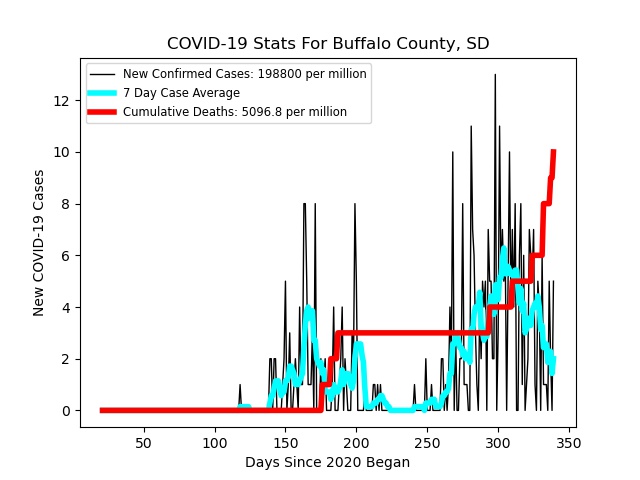 COVID-19 Stats For Buffalo County, SD
New Confirmed Cases: 198800 per million
7 Day Case Average
Cumulative Deaths: 5096.8 per million
New COVID-19 Cases
12
10
8
6
4
2
0
50 100 150 200 250 300 350
Days Since 2020 Began